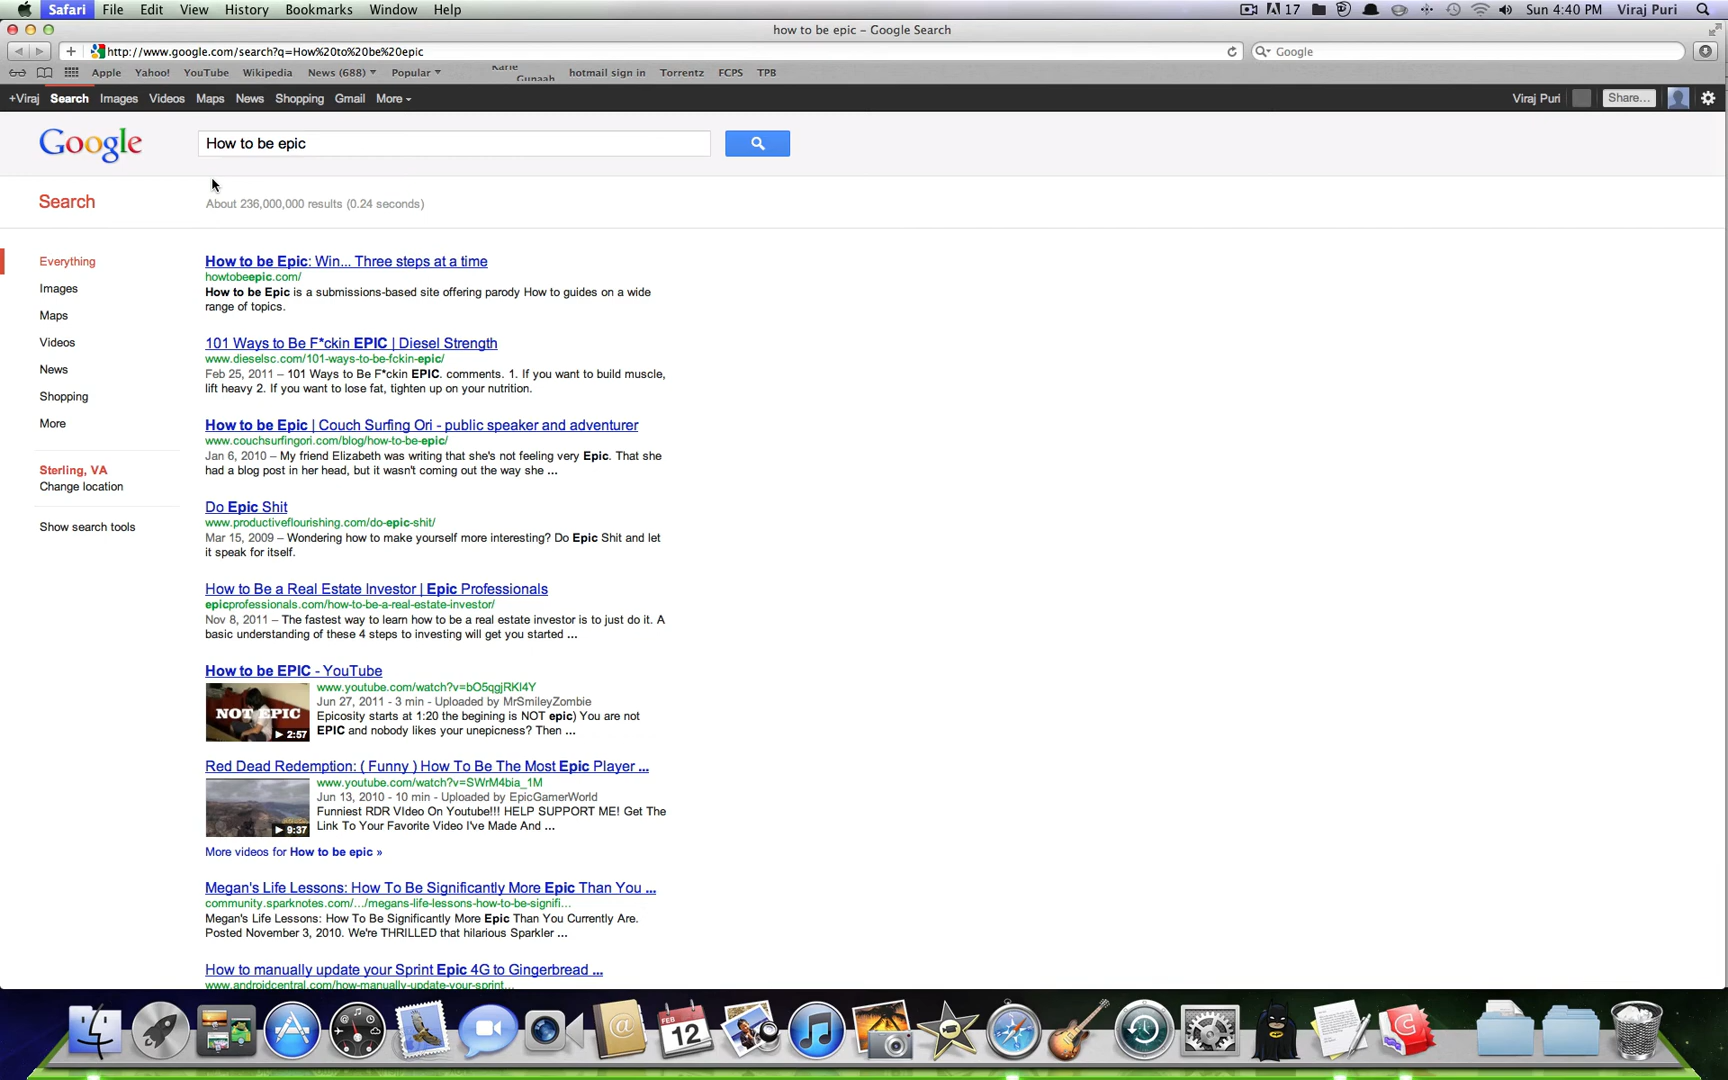 Safari File Edit View History Bookmarks Window Help
17 Sun 4:40 PM Viraj Puri
how to be epic – Google Search
http://www.google.com/search?q=How%20to%20be%20epic
Google
Apple Yahoo! YouTube Wikipedia News (688) Popular Gunaah hotmail sign in Torrentz FCPS TPB
+Viraj Search Images Videos Maps News Shopping Gmail More
Viraj Puri Share...
Google
How to be epic
Search
About 236,000,000 results (0.24 seconds)
Everything
Images
Maps
Videos
News
Shopping
More
Sterling, VA
Change location
Show search tools
How to be Epic: Win... Three steps at a time
howtobeepic.com/
How to be Epic is a submissions-based site offering parody How to guides on a wide
range of topics.
101 Ways to Be F*ckin EPIC | Diesel Strength
www.dieselsc.com/101-ways-to-be-fckin-epic/
Feb 25, 2011 – 101 Ways to Be F*ckin EPIC. comments. 1. If you want to build muscle,
lift heavy 2. If you want to lose fat, tighten up on your nutrition.
How to be Epic | Couch Surfing Ori - public speaker and adventurer
www.couchsurfingori.com/blog/how-to-be-epic/
Jan 6, 2010 – My friend Elizabeth was writing that she's not feeling very Epic. That she
had a blog post in her head, but it wasn't coming out the way she ...
Do Epic Shit
www.productiveflourishing.com/do-epic-shit/
Mar 15, 2009 – Wondering how to make yourself more interesting? Do Epic Shit and let
it speak for itself.
How to Be a Real Estate Investor | Epic Professionals
epicprofessionals.com/how-to-be-a-real-estate-investor/
Nov 8, 2011 – The fastest way to learn how to be a real estate investor is to just do it. A
basic understanding of these 4 steps to investing will get you started ...
How to be EPIC - YouTube
NOT EPIC
2:57
www.youtube.com/watch?v=bO5qgjRKI4Y
Jun 27, 2011 - 3 min - Uploaded by MrSmileyZombie
Epicosity starts at 1:20 the begining is NOT epic) You are not
EPIC and nobody likes your unepicness? Then ...
Red Dead Redemption: ( Funny ) How To Be The Most Epic Player ...
9:37
www.youtube.com/watch?v=SWrM4bia_1M
Jun 13, 2010 - 10 min - Uploaded by EpicGamerWorld
Funniest RDR VIdeo On Youtube!!! HELP SUPPORT ME! Get The
Link To Your Favorite Video I've Made And ...
More videos for How to be epic »
Megan's Life Lessons: How To Be Significantly More Epic Than You ...
community.sparknotes.com/.../megans-life-lessons-how-to-be-signifi...
Megan's Life Lessons: How To Be Significantly More Epic Than You Currently Are.
Posted November 3, 2010. We're THRILLED that hilarious Sparkler ...
How to manually update your Sprint Epic 4G to Gingerbread ...
www.androidcentral.com/how-manually-update-your-sprint...
FEB
12